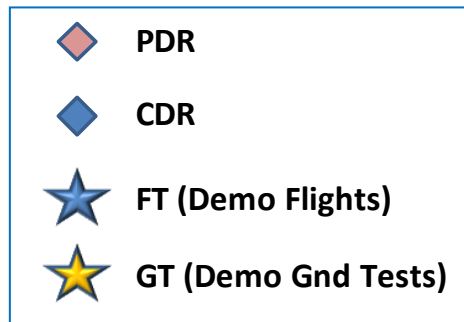 PDR
CDR
FT (Demo Flights)
GT (Demo Gnd Tests)